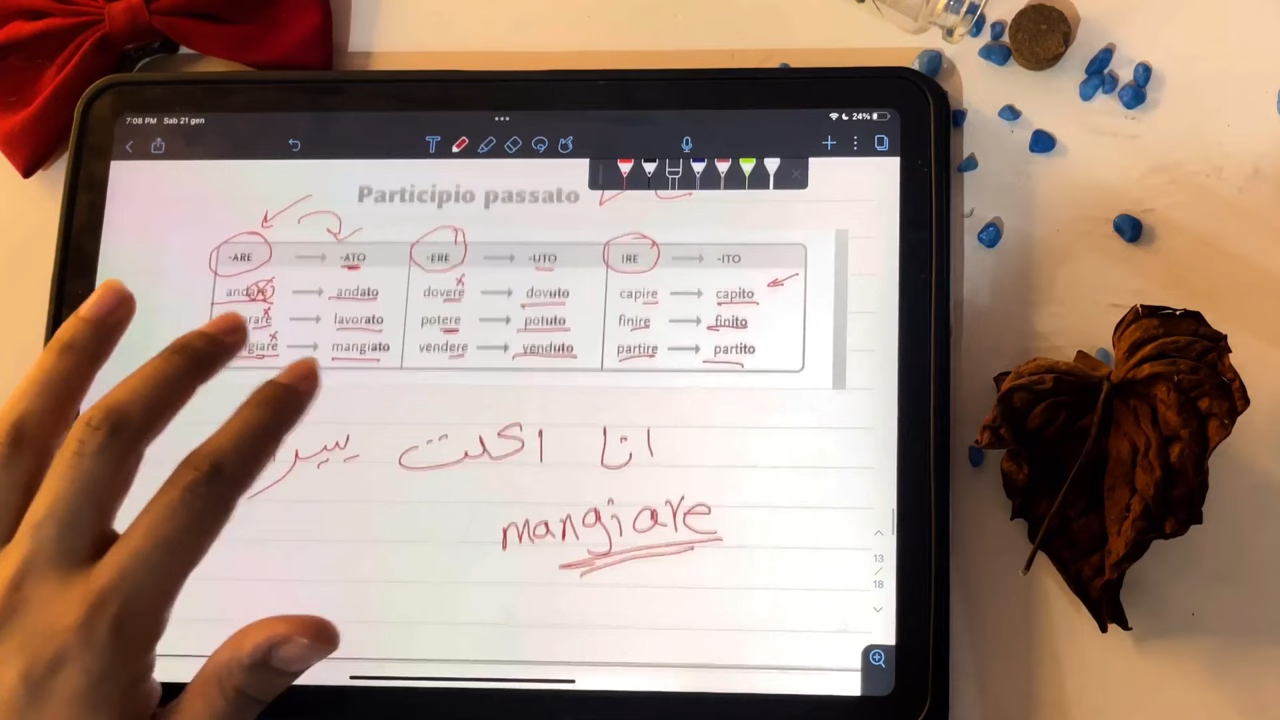 7:08 PM Sab 21 gen 24%
Participio passato
-ARE -ATO -ERE -UTO IRE -ITO
andare andato dovere dovuto capire capito
lavorato potere potuto finire finito
mangiato vendere venduto partire partito
انا اكلت
mangiare
13
/
18